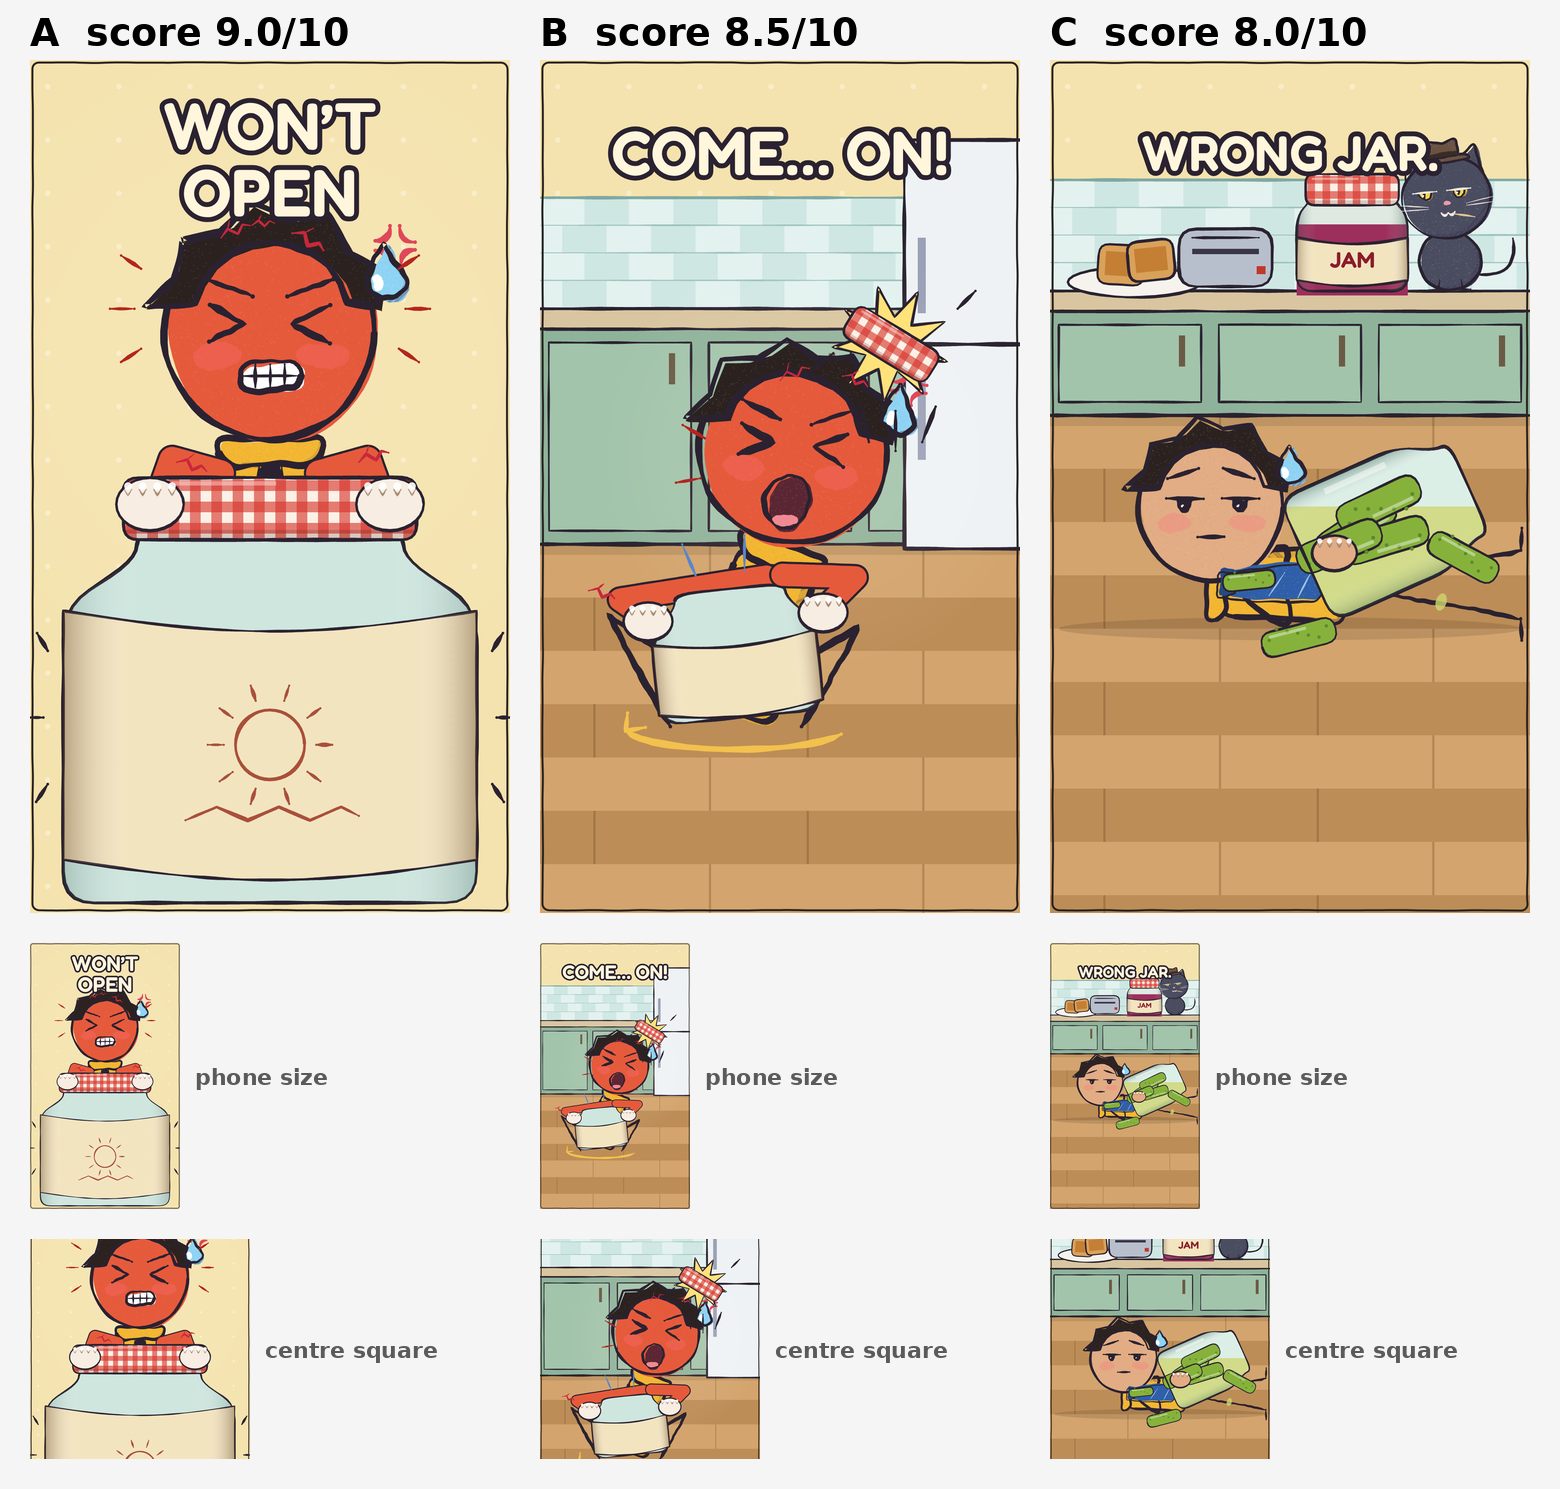 A score 9.0/10
B score 8.5/10
C score 8.0/10
WON'T
OPEN
COME... ON!
WRONG JAR.
JAM
WON'T
OPEN
phone size
COME... ON!
phone size
WRONG JAR.
JAM
phone size
centre square
centre square
JAM
centre square